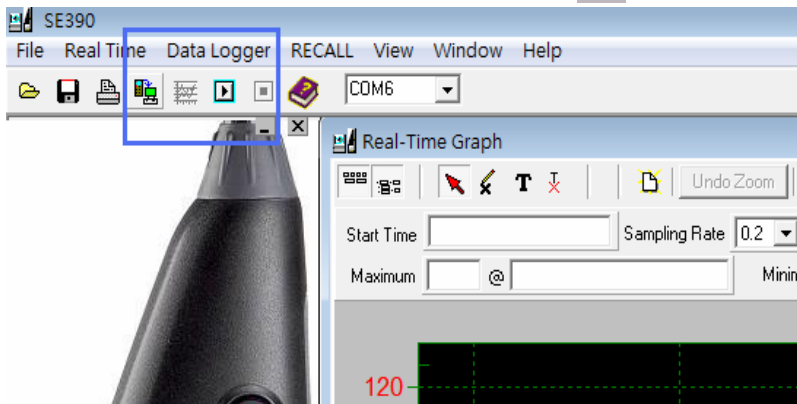 SE390
File Real Time Data Logger RECALL View Window Help
COM6
Real-Time Graph
T T Undo Zoom
Start Time Sampling Rate 0.2
Maximum @
120